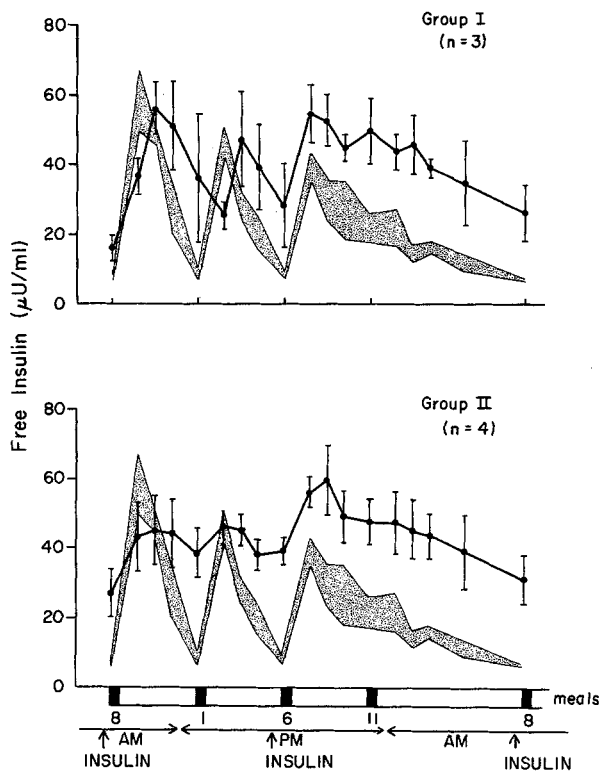 Group I
(n=3)
80
60
40
20
0
Free Insulin (µU/ml)
Group II
(n=4)
80
60
40
20
0
meals
8 1 6 11 8
AM PM AM
INSULIN INSULIN INSULIN